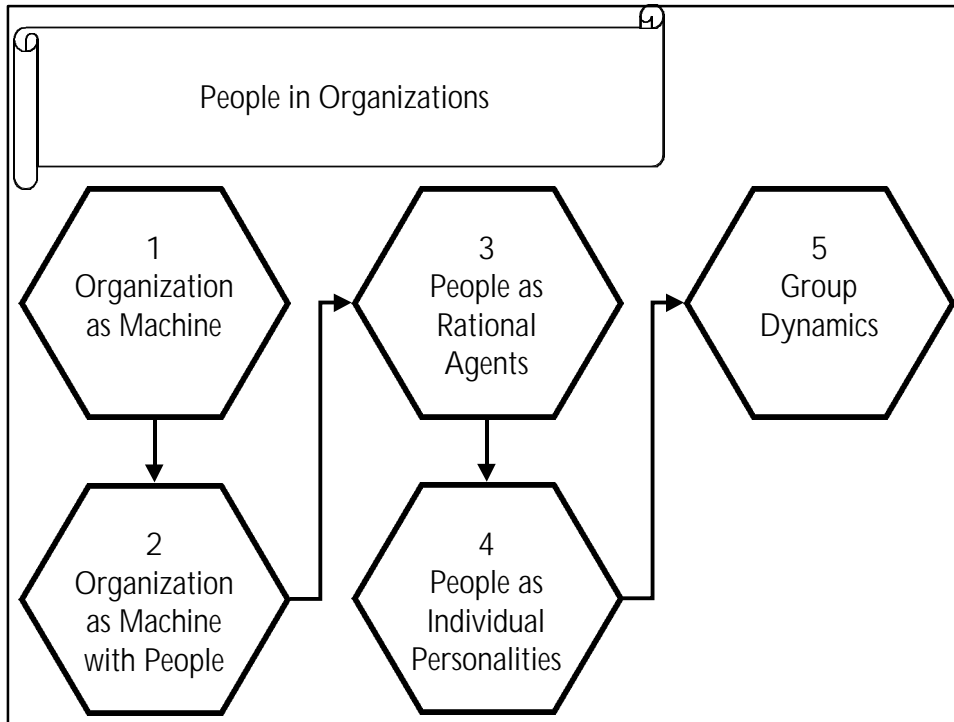 People in Organizations
1
Organization
as Machine
2
Organization
as Machine
with People
3
People as
Rational
Agents
4
People as
Individual
Personalities
5
Group
Dynamics